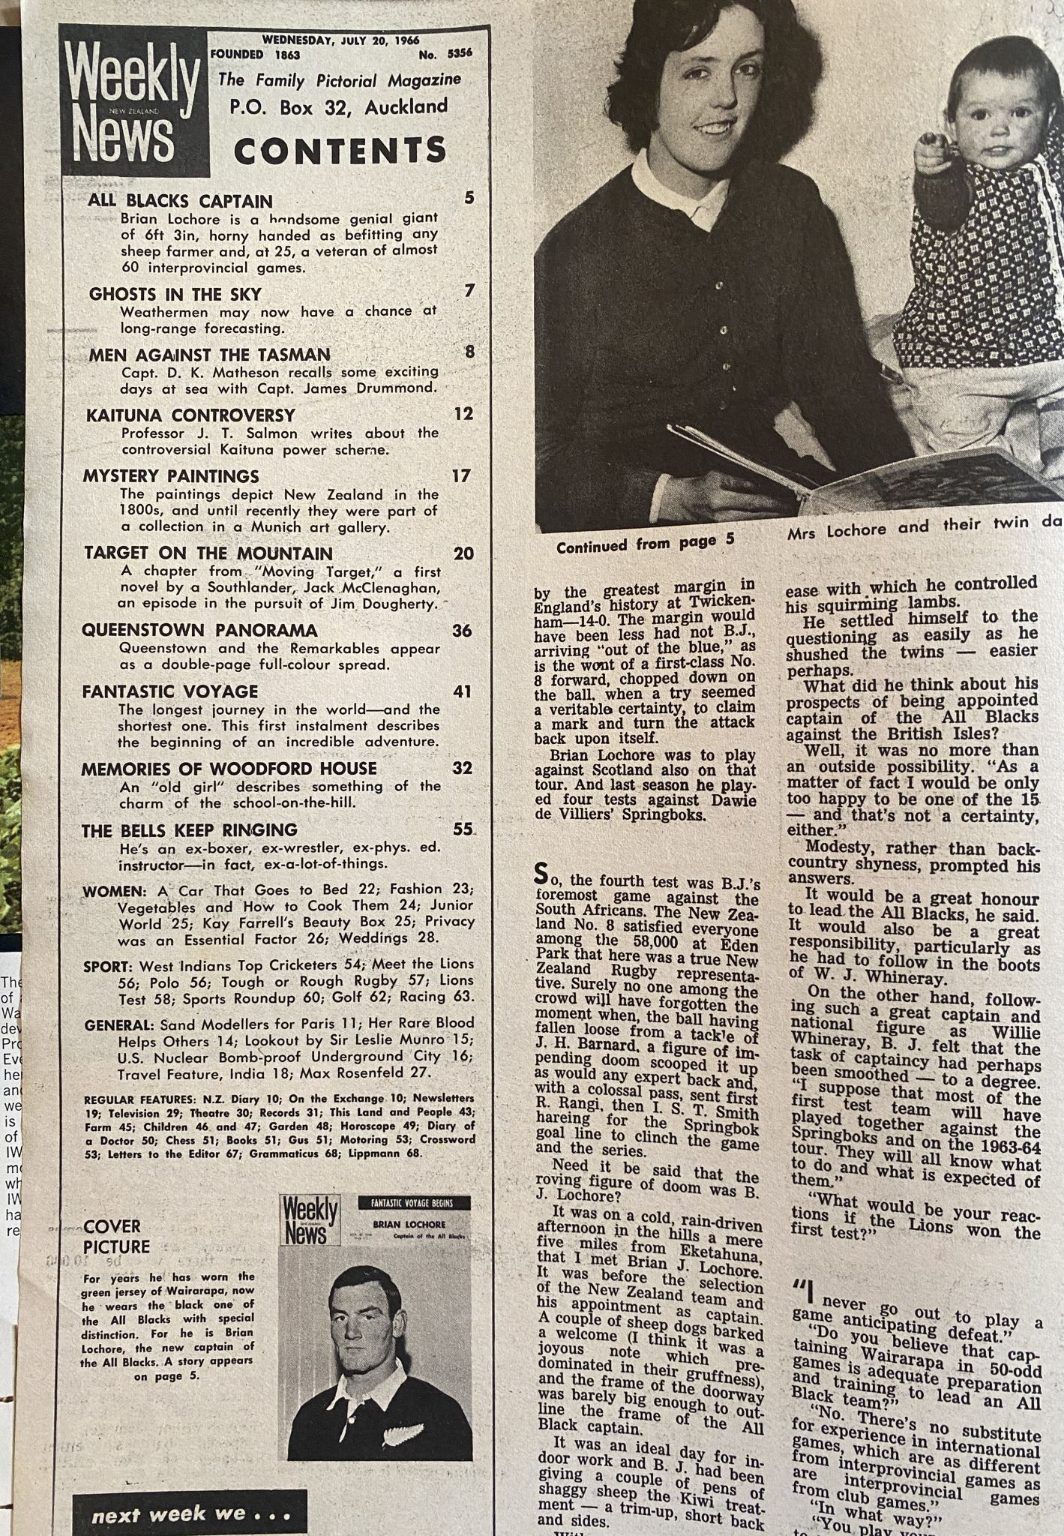 Weekly
NEW ZEALAND
News
WEDNESDAY, JULY 20, 1966
FOUNDED 1863 No. 5356
The Family Pictorial Magazine
P.O. Box 32, Auckland
CONTENTS
ALL BLACKS CAPTAIN 5
Brian Lochore is a handsome genial giant
of 6ft 3in, horny handed as befitting any
sheep farmer and, at 25, a veteran of almost
60 interprovincial games.
GHOSTS IN THE SKY 7
Weathermen may now have a chance at
long-range forecasting.
MEN AGAINST THE TASMAN 8
Capt. D. K. Matheson recalls some exciting
days at sea with Capt. James Drummond.
KAITUNA CONTROVERSY 12
Professor J. T. Salmon writes about the
controversial Kaituna power scheme.
MYSTERY PAINTINGS 17
The paintings depict New Zealand in the
1800s, and until recently they were part of
a collection in a Munich art gallery.
TARGET ON THE MOUNTAIN 20
A chapter from "Moving Target," a first
novel by a Southlander, Jack McClenaghan,
an episode in the pursuit of Jim Dougherty.
QUEENSTOWN PANORAMA 36
Queenstown and the Remarkables appear
as a double-page full-colour spread.
FANTASTIC VOYAGE 41
The longest journey in the world—and the
shortest one. This first instalment describes
the beginning of an incredible adventure.
MEMORIES OF WOODFORD HOUSE 32
An "old girl" describes something of the
charm of the school-on-the-hill.
THE BELLS KEEP RINGING 55
He's an ex-boxer, ex-wrestler, ex-phys. ed.
instructor—in fact, ex-a-lot-of-things.
WOMEN: A Car That Goes to Bed 22; Fashion 23;
Vegetables and How to Cook Them 24; Junior
World 25; Kay Farrell's Beauty Box 25; Privacy
was an Essential Factor 26; Weddings 28.
SPORT: West Indians Top Cricketers 54; Meet the Lions
56; Polo 56; Tough or Rough Rugby 57; Lions
Test 58; Sports Roundup 60; Golf 62; Racing 63.
GENERAL: Sand Modellers for Paris 11; Her Rare Blood
Helps Others 14; Lookout by Sir Leslie Munro 15;
U.S. Nuclear Bomb-proof Underground City 16;
Travel Feature, India 18; Max Rosenfeld 27.
REGULAR FEATURES: N.Z. Diary 10; On the Exchange 10; Newsletters
19; Television 29; Theatre 30; Records 31; This Land and People 43;
Farm 45; Children 46 and 47; Garden 48; Horoscope 49; Diary of
a Doctor 50; Chess 51; Books 51; Gus 51; Motoring 53; Crossword
53; Letters to the Editor 67; Grammaticus 68; Lippmann 68.
COVER
PICTURE
For years he has worn the
green jersey of Wairarapa, now
he wears the black one of
the All Blacks with special
distinction. For he is Brian
Lochore, the new captain of
the All Blacks. A story appears
on page 5.
Weekly
News
FANTASTIC VOYAGE BEGINS
BRIAN LOCHORE
Captain of the All Blacks
next week we . . .
Continued from page 5
Mrs Lochore and their twin da
by the greatest margin in
England's history at Twicken-
ham—14-0. The margin would
have been less had not B.J.,
arriving "out of the blue," as
is the wont of a first-class No.
8 forward, chopped down on
the ball, when a try seemed
a veritable certainty, to claim
a mark and turn the attack
back upon itself.
Brian Lochore was to play
against Scotland also on that
tour. And last season he play-
ed four tests against Dawie
de Villiers' Springboks.
So, the fourth test was B.J.'s
foremost game against the
South Africans. The New Zea-
land No. 8 satisfied everyone
among the 58,000 at Eden
Park that here was a true New
Zealand Rugby representa-
tive. Surely no one among the
crowd will have forgotten the
moment when, the ball having
fallen loose from a tackle of
J. H. Barnard, a figure of im-
pending doom scooped it up
as would any expert back and,
with a colossal pass, sent first
R. Rangi, then I. S. T. Smith
hareing for the Springbok
goal line to clinch the game
and the series.
Need it be said that the
roving figure of doom was B.
J. Lochore?
It was on a cold, rain-driven
afternoon in the hills a mere
five miles from Eketahuna,
that I met Brian J. Lochore.
It was before the selection
of the New Zealand team and
his appointment as captain.
A couple of sheep dogs barked
a welcome (I think it was a
joyous note which pre-
dominated in their gruffness),
and the frame of the doorway
was barely big enough to out-
line the frame of the All
Black captain.
It was an ideal day for in-
door work and B. J. had been
giving a couple of pens of
shaggy sheep the Kiwi treat-
ment — a trim-up, short back
and sides.
ease with which he controlled
his squirming lambs.
He settled himself to the
questioning as easily as he
shushed the twins — easier
perhaps.
What did he think about his
prospects of being appointed
captain of the All Blacks
against the British Isles?
Well, it was no more than
an outside possibility. "As a
matter of fact I would be only
too happy to be one of the 15
— and that's not a certainty,
either."
Modesty, rather than back-
country shyness, prompted his
answers.
It would be a great honour
to lead the All Blacks, he said.
It would also be a great
responsibility, particularly as
he had to follow in the boots
of W. J. Whineray.
On the other hand, follow-
ing such a great captain and
national figure as Willie
Whineray, B. J. felt that the
task of captaincy had perhaps
been smoothed — to a degree.
"I suppose that most of the
first test team will have
played together against the
Springboks and on the 1963-64
tour. They will all know what
to do and what is expected of
them."
"What would be your reac-
tions if the Lions won the
first test?"
"I never go out to play a
game anticipating defeat."
"Do you believe that cap-
taining Wairarapa in 50-odd
games is adequate preparation
and training to lead an All
Black team?"
"No. There's no substitute
for experience in international
games, which are as different
from interprovincial games as
are interprovincial games
from club games."
"In what way?"
"You play